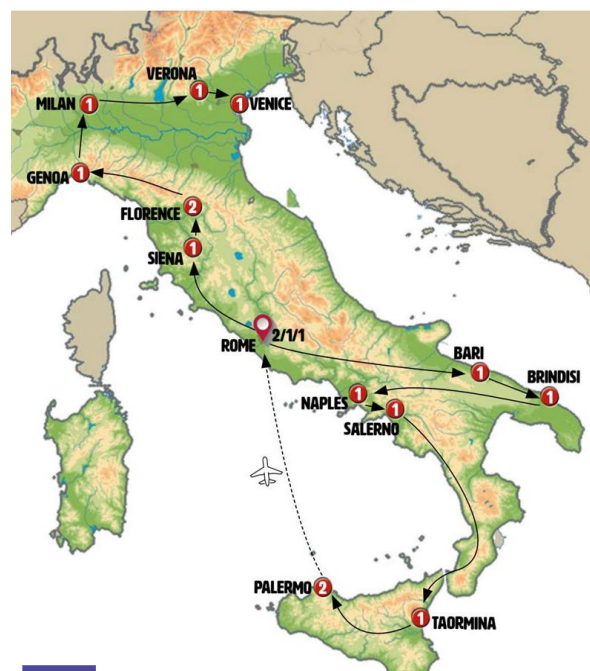 VERONA
1
1
MILAN
1
VENICE
GENOA
1
FLORENCE
2
SIENA
1
ROME
2/1/1
BARI
1
BRINDISI
1
NAPLES
1
SALERNO
1
PALERMO
2
TAORMINA
1